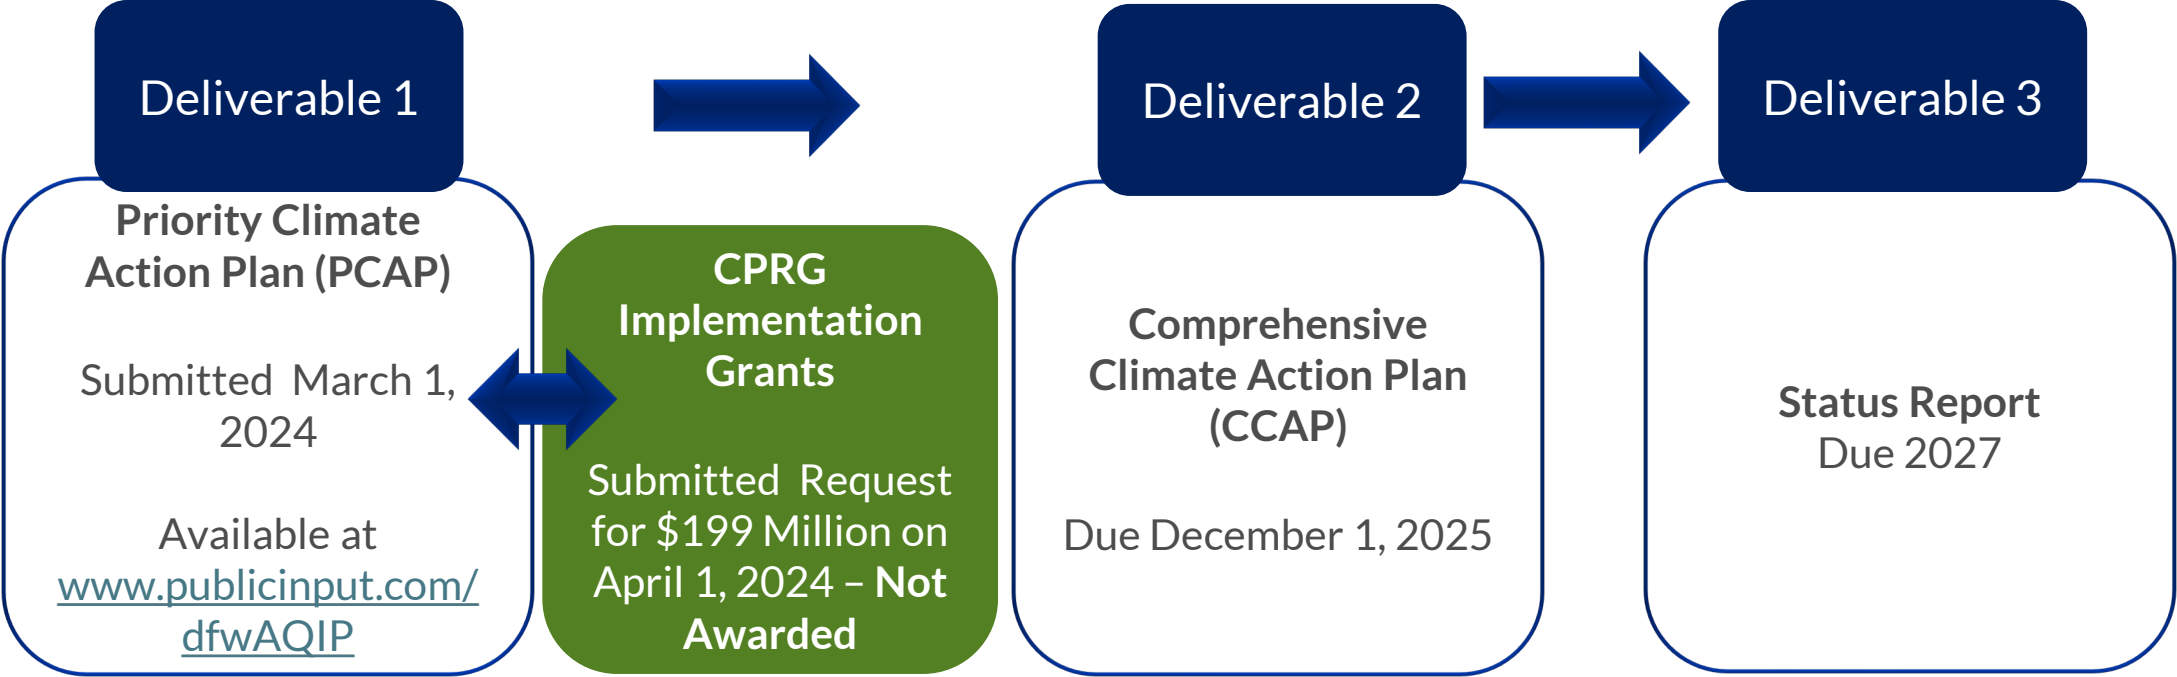 Deliverable 1
Priority Climate
Action Plan (PCAP)
Submitted March 1,
2024
Available at
www.publicinput.com/
dfwAQIP
CPRG
Implementation
Grants
Submitted Request
for $199 Million on
April 1, 2024 – Not
Awarded
Deliverable 2
Comprehensive
Climate Action Plan
(CCAP)
Due December 1, 2025
Deliverable 3
Status Report
Due 2027